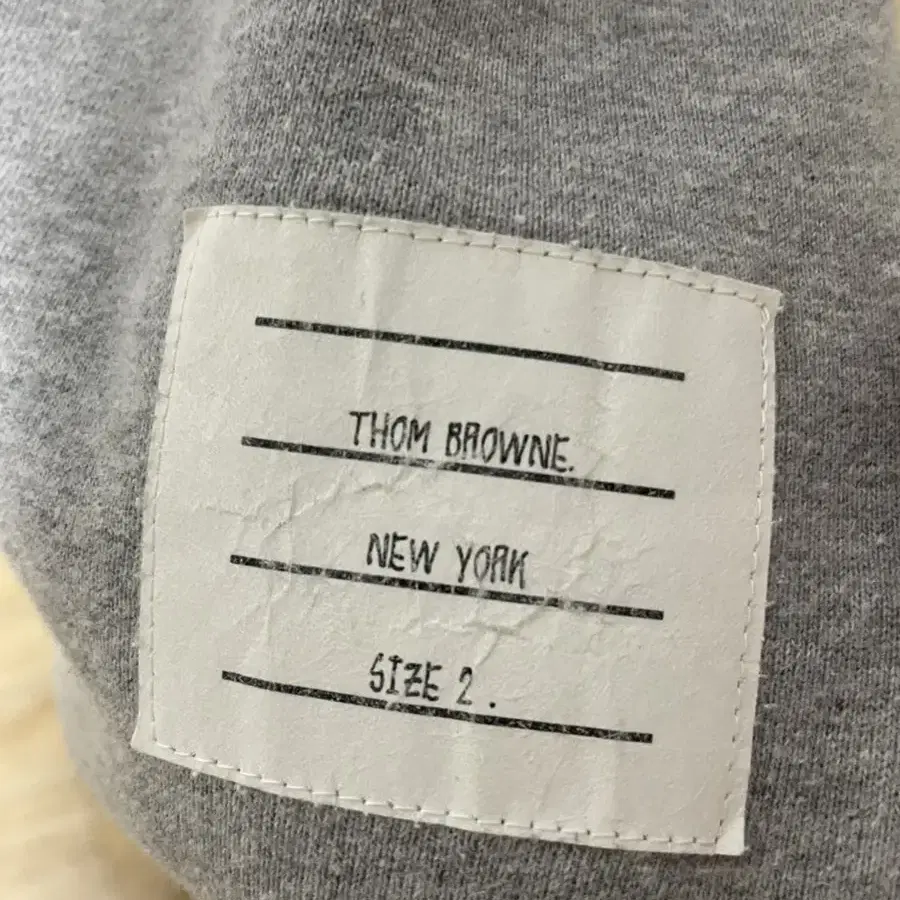 THOM BROWNE.
NEW YORK
SIZE 2 .